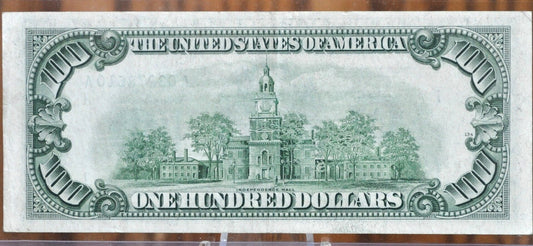 THE UNITED STATES OF AMERICA
100 100
INDEPENDENCE HALL
100 ONE HUNDRED DOLLARS 100